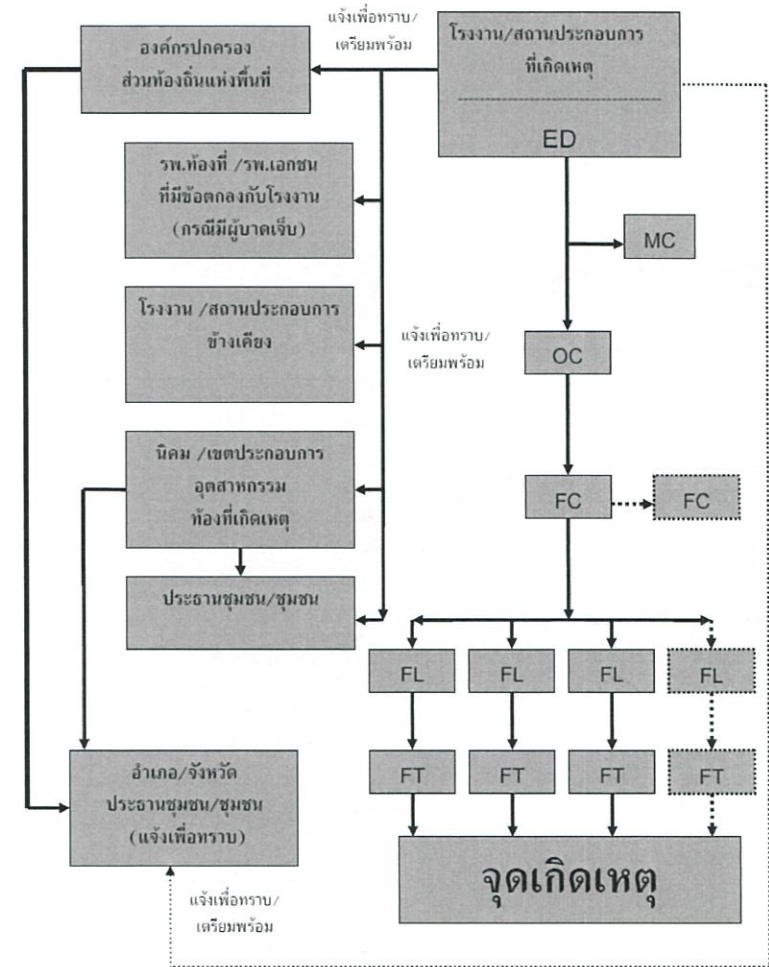 แจ้งเพื่อทราบ/
เตรียมพร้อม
องค์กรปกครอง
ส่วนท้องถิ่นแห่งพื้นที่
โรงงาน/สถานประกอบการ
ที่เกิดเหตุ
ED
รพ.ท้องที่ /รพ.เอกชน
ที่มีข้อตกลงกับโรงงาน
(กรณีมีผู้บาดเจ็บ)
MC
โรงงาน /สถานประกอบการ
ข้างเคียง
แจ้งเพื่อทราบ/
เตรียมพร้อม
OC
นิคม /เขตประกอบการ
อุตสาหกรรม
ท้องที่เกิดเหตุ
FC
FC
ประธานชุมชน/ชุมชน
FL
FL
FL
FL
อำเภอ/จังหวัด
ประธานชุมชน/ชุมชน
(แจ้งเพื่อทราบ)
FT
FT
FT
FT
จุดเกิดเหตุ
แจ้งเพื่อทราบ/
เตรียมพร้อม